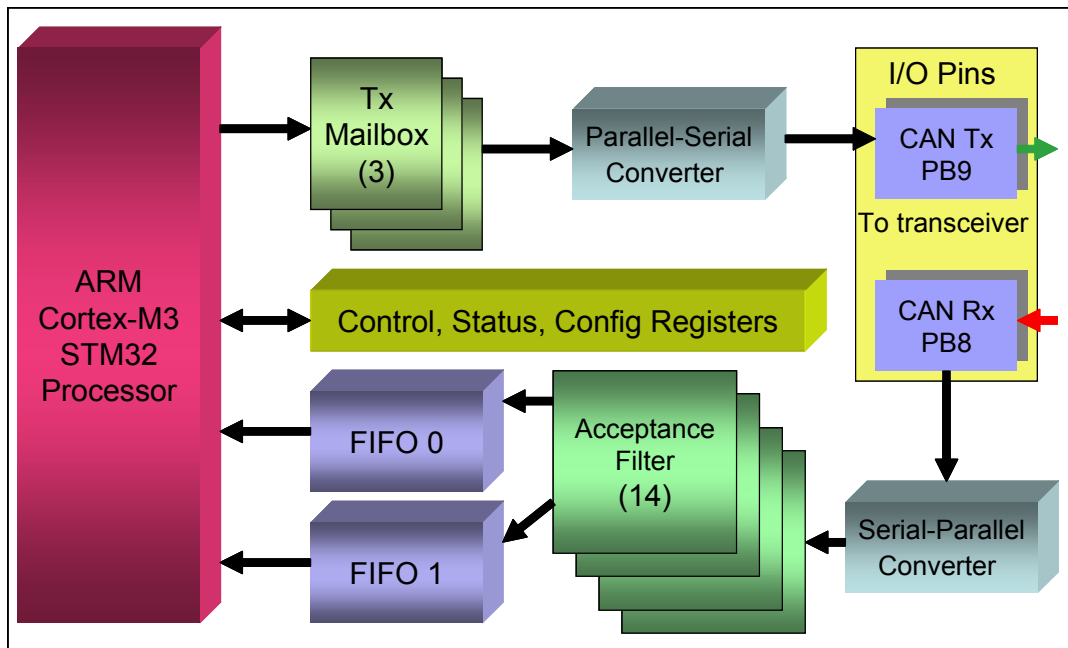 ARM
Cortex-M3
STM32
Processor
Tx
Mailbox
(3)
Parallel-Serial
Converter
I/O Pins
CAN Tx
PB9
To transceiver
CAN Rx
PB8
Control, Status, Config Registers
FIFO 0
FIFO 1
Acceptance
Filter
(14)
Serial-Parallel
Converter